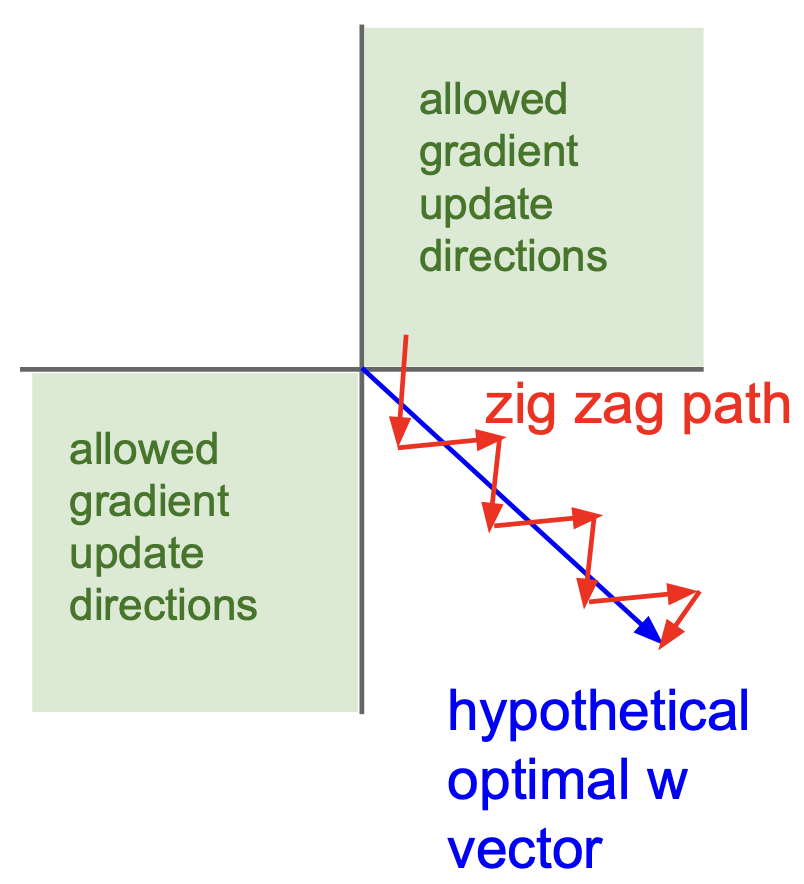 allowed
gradient
update
directions
zig zag path
allowed
gradient
update
directions
hypothetical
optimal w
vector